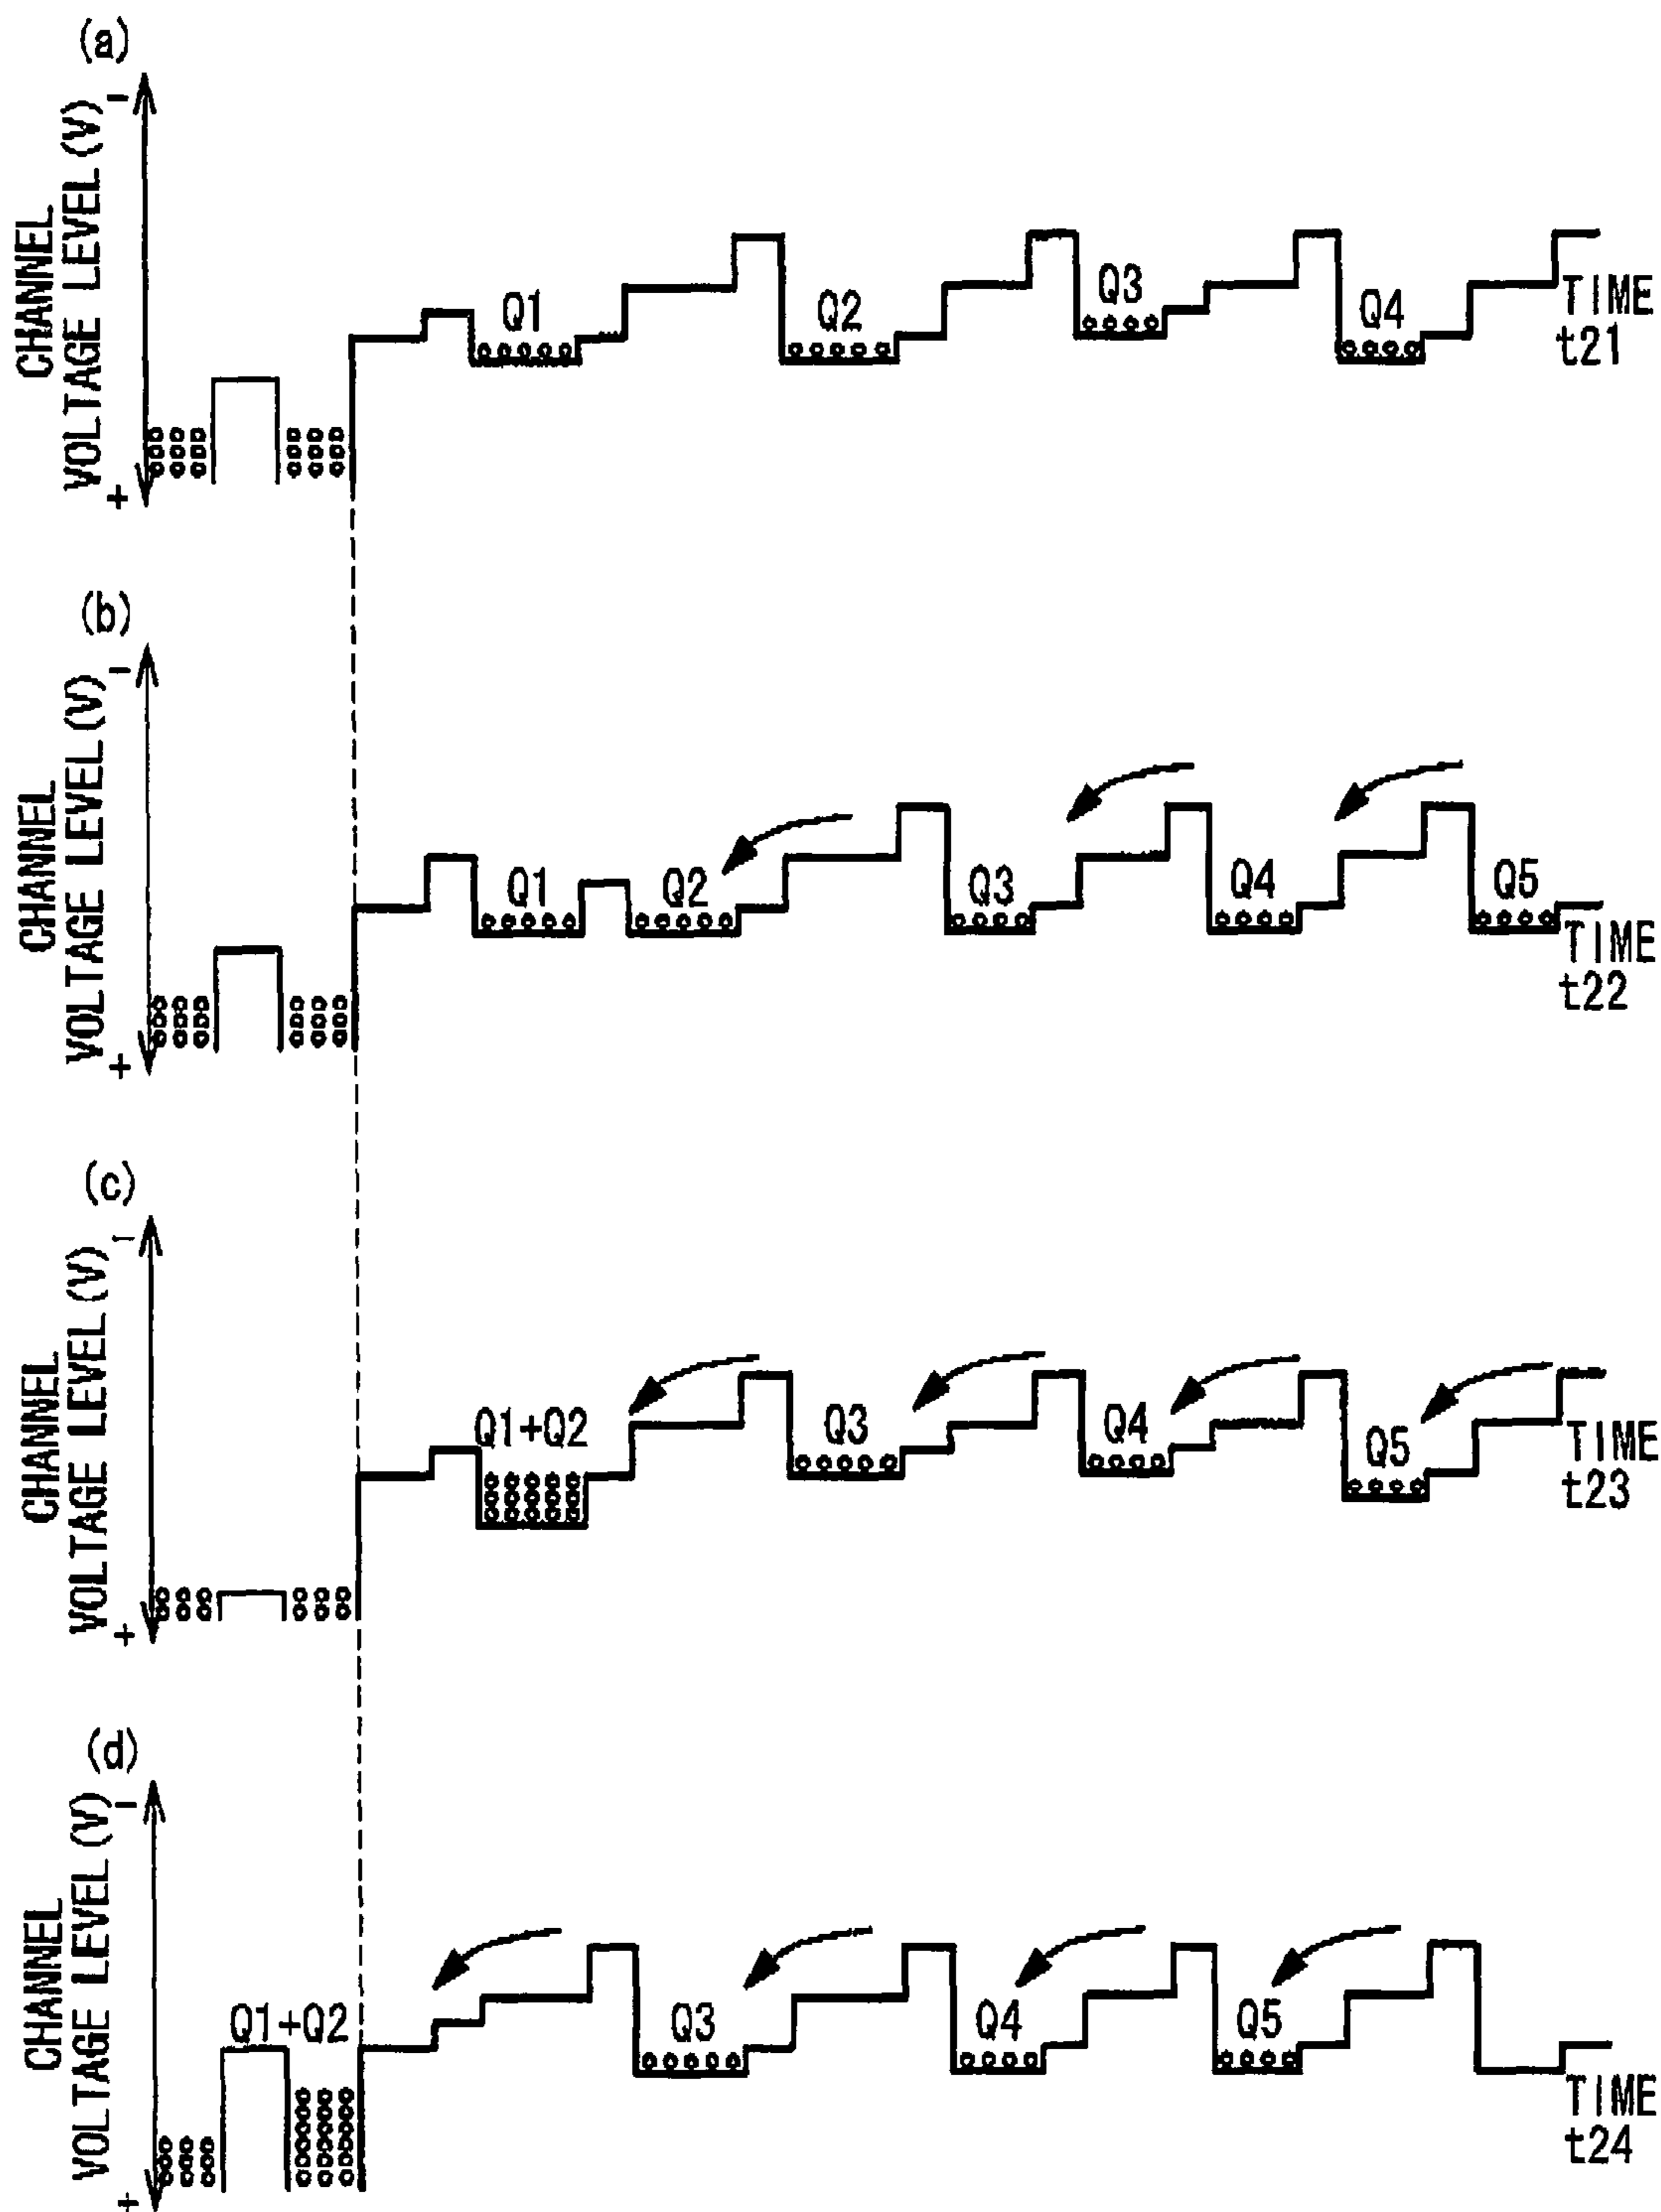 (a)
-
CHANNEL
VOLTAGE LEVEL(V)
+
Q1
Q2
Q3
Q4
TIME
t21
(b)
-
CHANNEL
VOLTAGE LEVEL(V)
+
Q1
Q2
Q3
Q4
Q5
TIME
t22
(c)
-
CHANNEL
VOLTAGE LEVEL(V)
+
Q1+Q2
Q3
Q4
Q5
TIME
t23
(d)
-
CHANNEL
VOLTAGE LEVEL(V)
+
Q1+Q2
Q3
Q4
Q5
TIME
t24